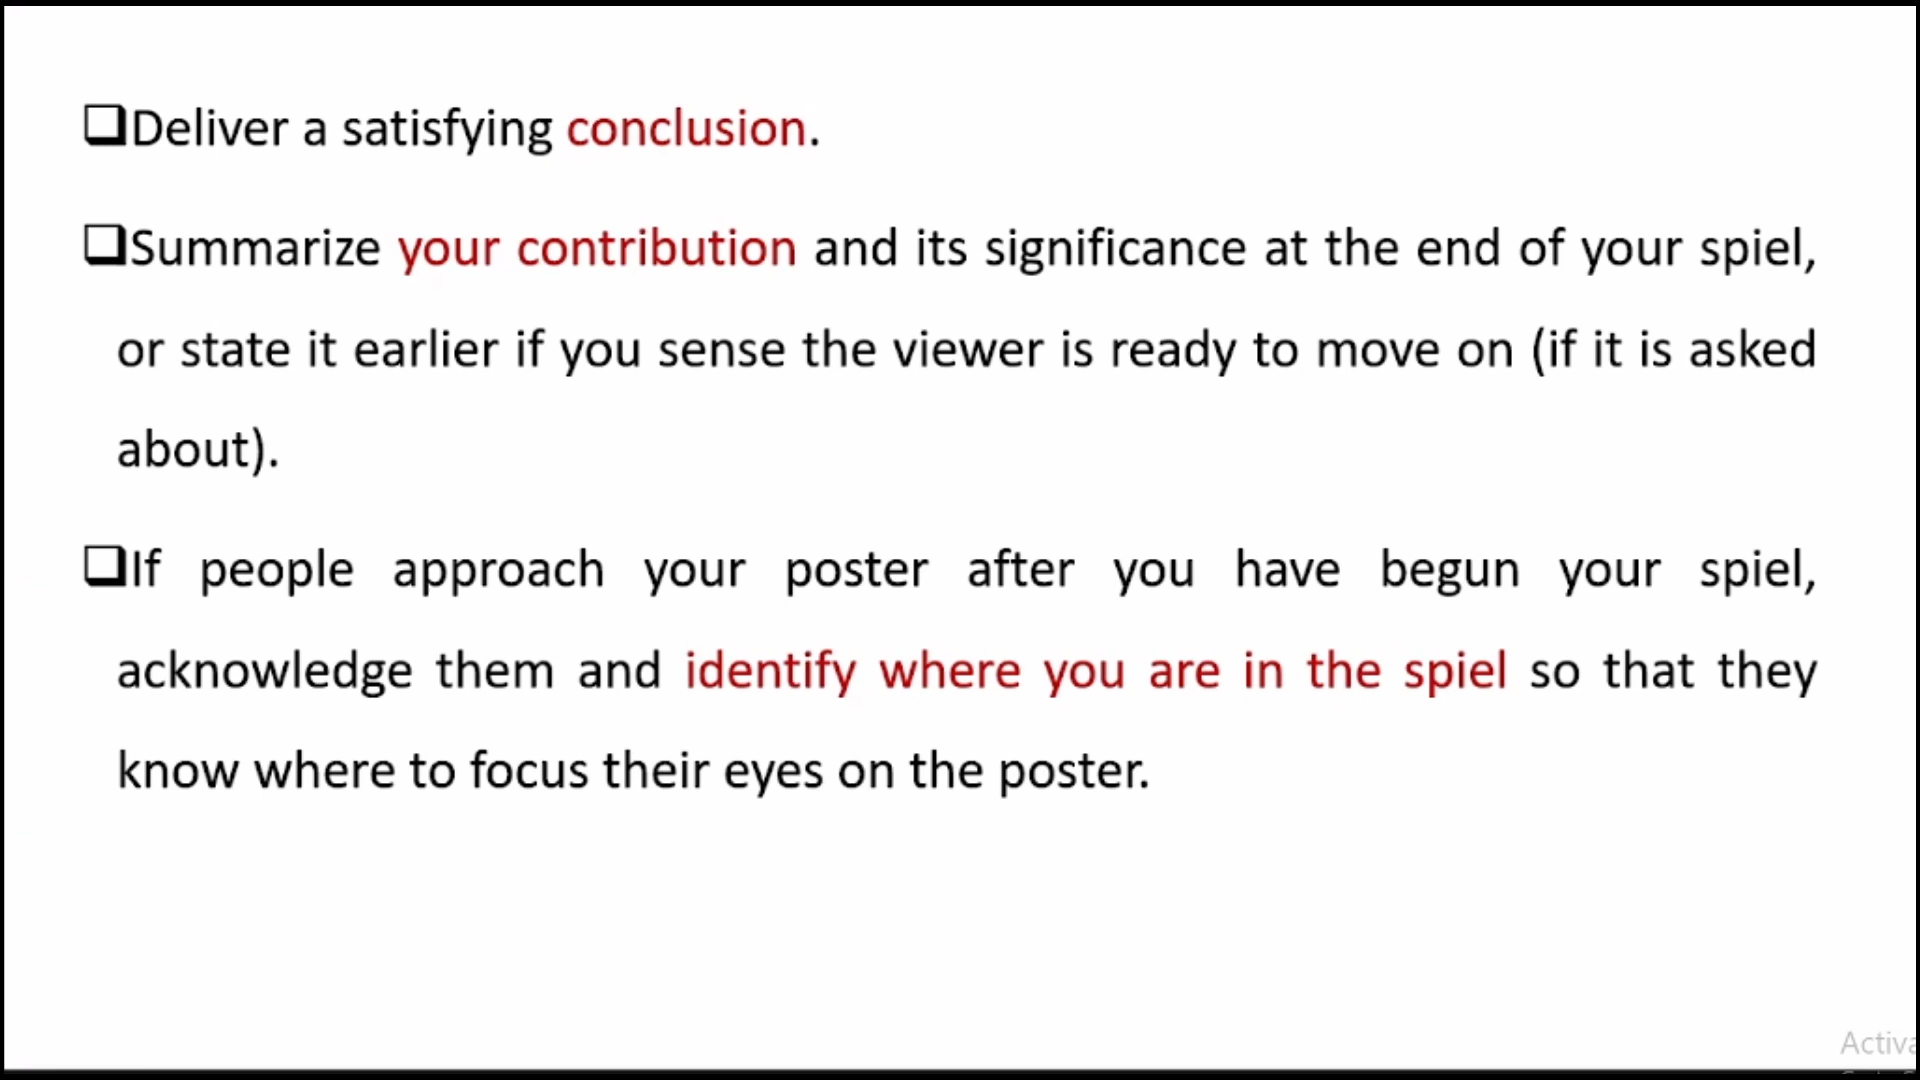 ❑Deliver a satisfying conclusion.
❑Summarize your contribution and its significance at the end of your spiel,
or state it earlier if you sense the viewer is ready to move on (if it is asked
about).
❑If people approach your poster after you have begun your spiel,
acknowledge them and identify where you are in the spiel so that they
know where to focus their eyes on the poster.
Activa